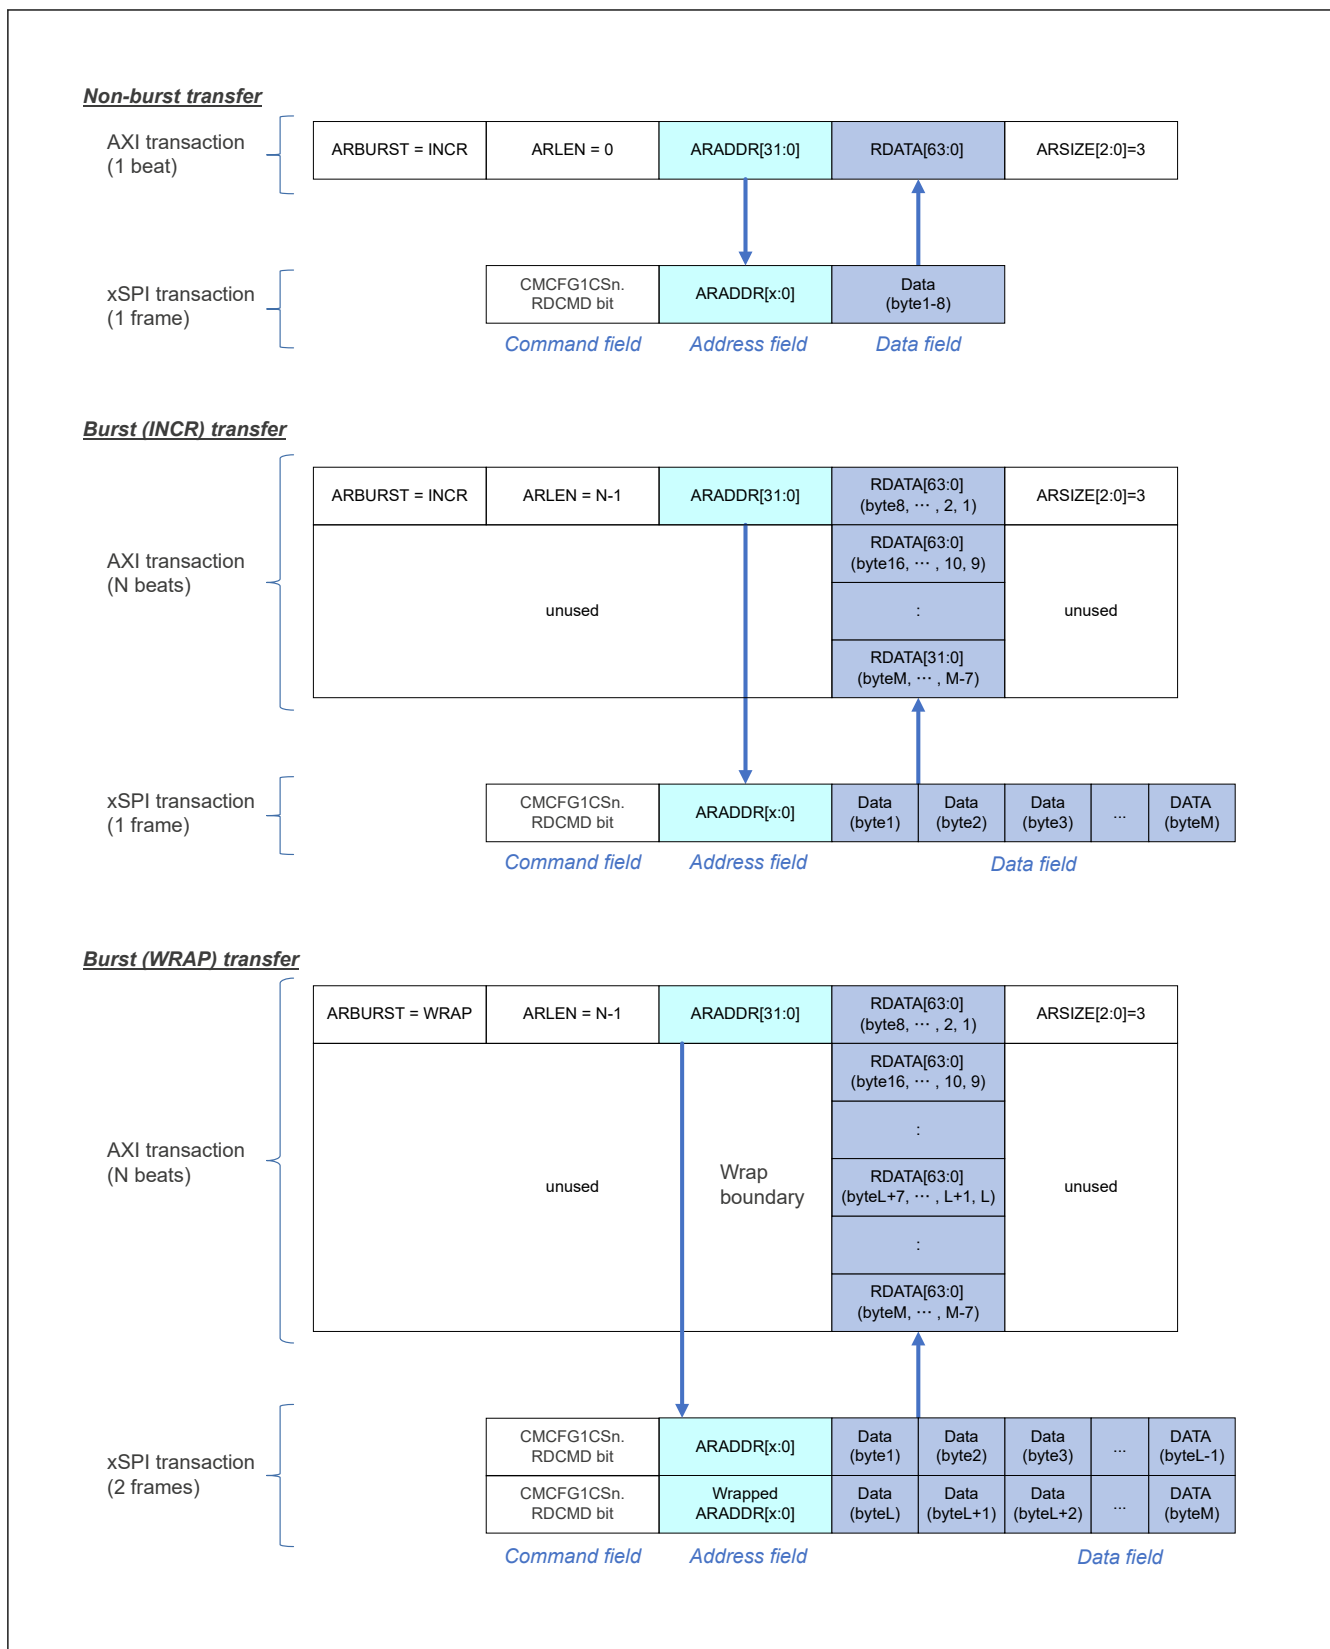 Non-burst transfer
AXI transaction
(1 beat)
ARBURST = INCR
ARLEN = 0
ARADDR[31:0]
RDATA[63:0]
ARSIZE[2:0]=3
xSPI transaction
(1 frame)
CMCFG1CSn.
RDCMD bit
ARADDR[x:0]
Data
(byte1-8)
Command field
Address field
Data field
Burst (INCR) transfer
AXI transaction
(N beats)
ARBURST = INCR
ARLEN = N-1
ARADDR[31:0]
RDATA[63:0]
(byte8, ⋯ , 2, 1)
ARSIZE[2:0]=3
unused
RDATA[63:0]
(byte16, ⋯ , 10, 9)
:
RDATA[31:0]
(byteM, ⋯ , M-7)
unused
xSPI transaction
(1 frame)
CMCFG1CSn.
RDCMD bit
ARADDR[x:0]
Data
(byte1)
Data
(byte2)
Data
(byte3)
...
DATA
(byteM)
Command field
Address field
Data field
Burst (WRAP) transfer
AXI transaction
(N beats)
ARBURST = WRAP
ARLEN = N-1
ARADDR[31:0]
RDATA[63:0]
(byte8, ⋯ , 2, 1)
ARSIZE[2:0]=3
unused
Wrap
boundary
RDATA[63:0]
(byte16, ⋯ , 10, 9)
:
RDATA[63:0]
(byteL+7, ⋯ , L+1, L)
:
RDATA[63:0]
(byteM, ⋯ , M-7)
unused
xSPI transaction
(2 frames)
CMCFG1CSn.
RDCMD bit
ARADDR[x:0]
Data
(byte1)
Data
(byte2)
Data
(byte3)
...
DATA
(byteL-1)
CMCFG1CSn.
RDCMD bit
Wrapped
ARADDR[x:0]
Data
(byteL)
Data
(byteL+1)
Data
(byteL+2)
...
DATA
(byteM)
Command field
Address field
Data field